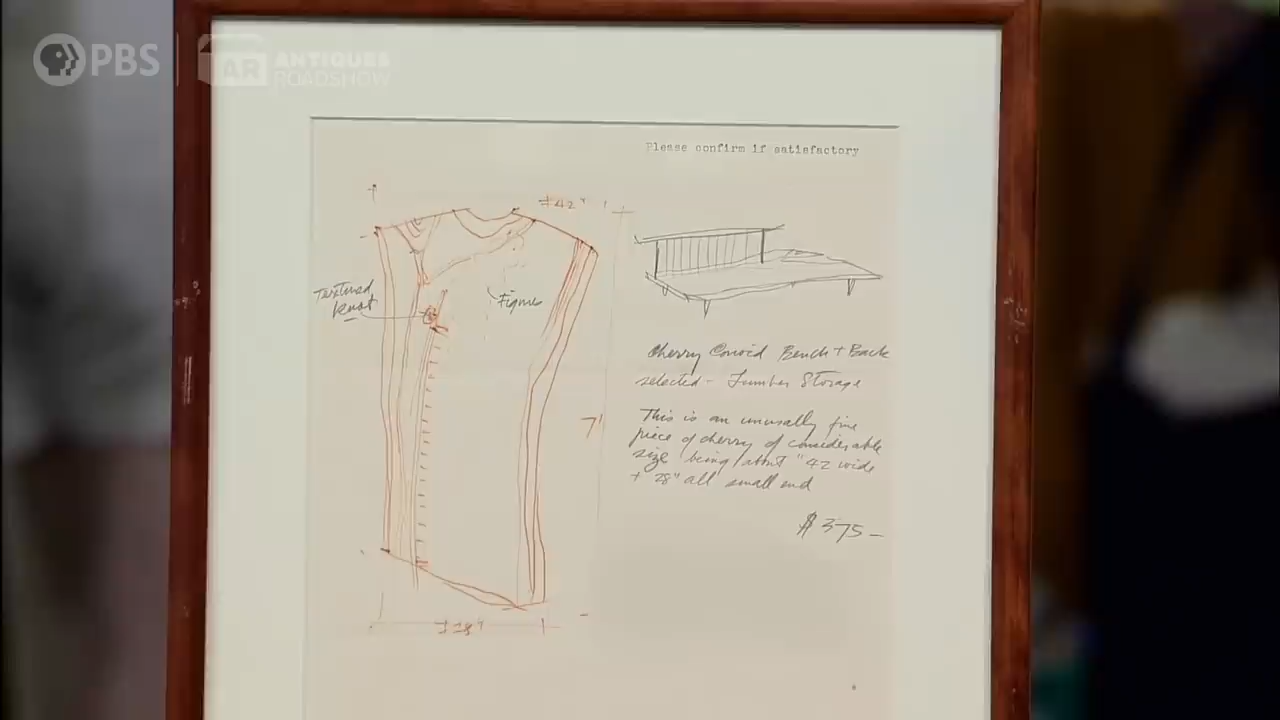 PBS
AR
ANTIQUES
ROADSHOW
Please confirm if satisfactory
±42"
Textured
knot
Figure
Cherry Conoid Bench + Back
selected - Lumber Storage
This is an unusally fine
piece of cherry of considerable
size being about "42 wide
+ 28" at small end
7'
$375-
±28"